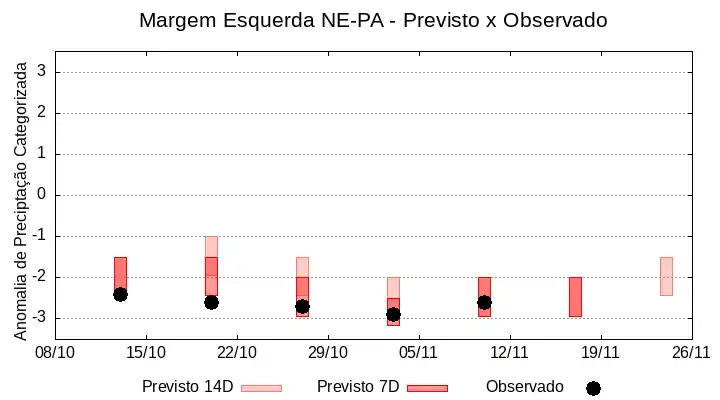 Margem Esquerda NE-PA - Previsto x Observado
Anomalia de Preciptação Categorizada
3
2
1
0
-1
-2
-3
08/10 15/10 22/10 29/10 05/11 12/11 19/11 26/11
Previsto 14D Previsto 7D Observado